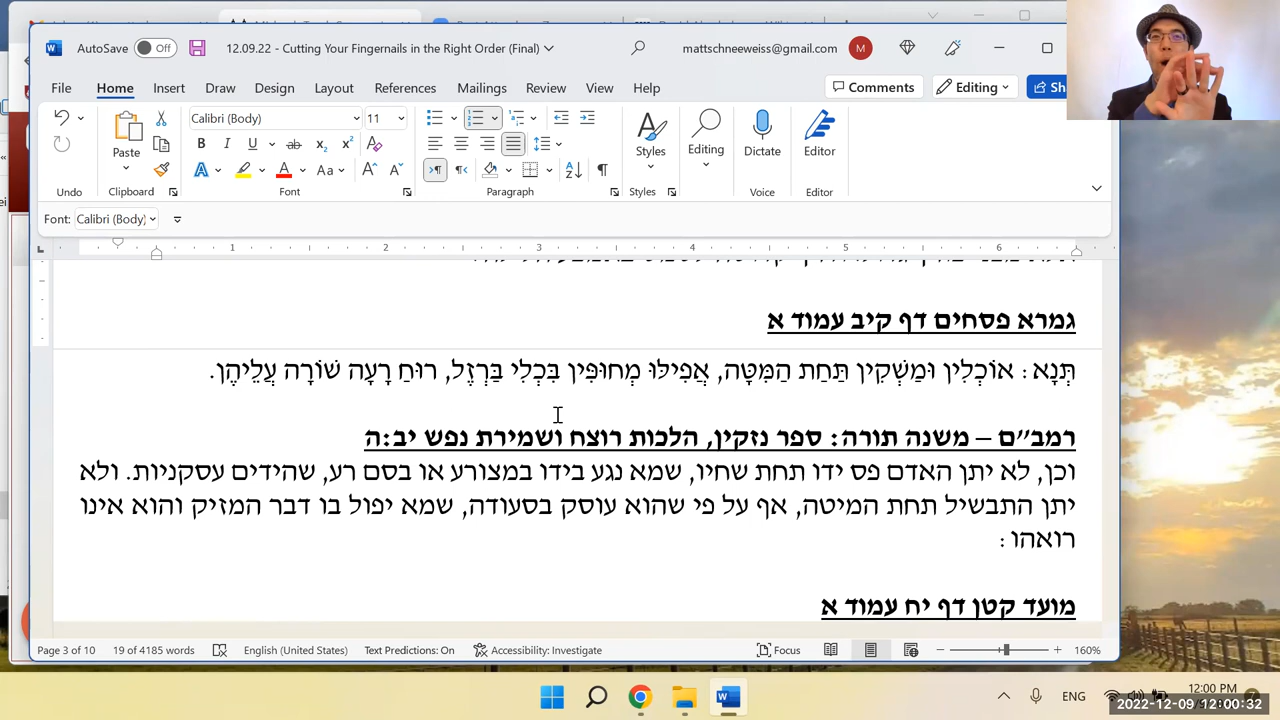 AutoSave Off 12.09.22 - Cutting Your Fingernails in the Right Order (Final) mattschneeweiss@gmail.com M
File Home Insert Draw Design Layout References Mailings Review View Help Comments Editing Sh
Calibri (Body) 11
Paste Styles Editing Dictate Editor
Undo Clipboard Font Paragraph Styles Voice Editor
Font: Calibri (Body)
1 2 3 4 5 6
גמרא פסחים דף קיב עמוד א
תְּנָא: אוֹכְלִין וּמַשְׁקִין תַּחַת הַמִּטָּה, אֲפִילּוּ מְחוּפִּין בִּכְלִי בַּרְזֶל, רוּחַ רָעָה שׁוֹרָה עֲלֵיהֶן.
רמב״ם – משנה תורה: ספר נזקין, הלכות רוצח ושמירת נפש יב:ה
וכן, לא יתן האדם פס ידו תחת שחיו, שמא נגע בידו במצורע או בסם רע, שהידים עסקניות. ולא
יתן התבשיל תחת המיטה, אף על פי שהוא עוסק בסעודה, שמא יפול בו דבר המזיק והוא אינו
רואהו:
מועד קטן דף יח עמוד א
Page 3 of 10 19 of 4185 words English (United States) Text Predictions: On Accessibility: Investigate Focus 160%
ENG 12:00 PM
2022-12-09 12:00:32